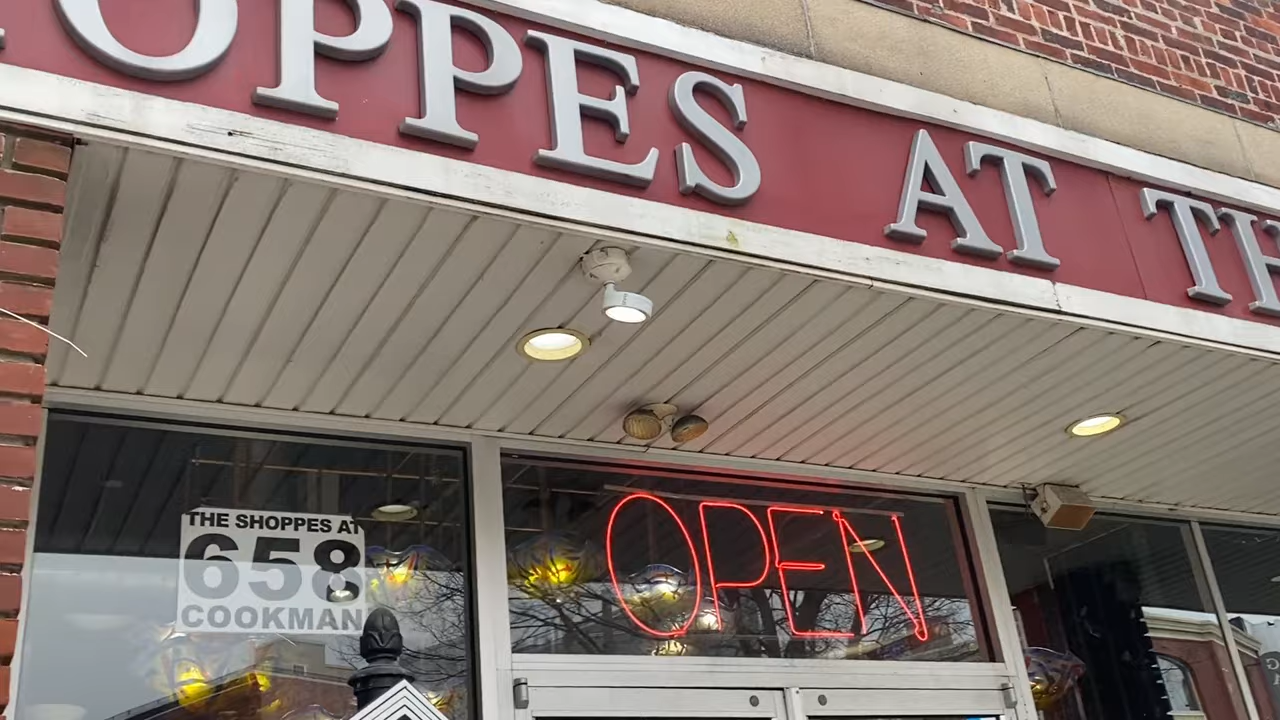 OPPES AT TH
THE SHOPPES AT
658
COOKMAN
OPEN